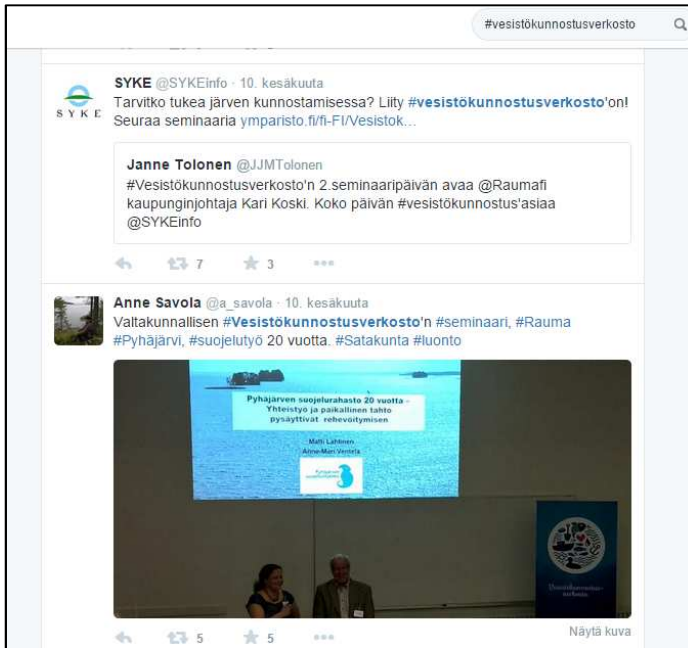 #vesistökunnostusverkosto
SYKE @SYKEinfo · 10. kesäkuuta
Tarvitko tukea järven kunnostamisessa? Liity #vesistökunnostusverkosto'on!
Seuraa seminaaria ymparisto.fi/fi-FI/Vesistok...
SYKE
Janne Tolonen @JJMTolonen
#Vesistökunnostusverkosto'n 2.seminaaripäivän avaa @Raumafi
kaupunginjohtaja Kari Koski. Koko päivän #vesistökunnostus'asiaa
@SYKEinfo
7 3
Anne Savola @a_savola · 10. kesäkuuta
Valtakunnallisen #Vesistökunnostusverkosto'n #seminaari, #Rauma
#Pyhäjärvi, #suojelutyö 20 vuotta. #Satakunta #luonto
Pyhäjärven suojelurahasto 20 vuotta –
Yhteistyö ja paikallinen tahto
pysäyttivät rehevöitymisen
Matti Lahtinen
Anne-Mari Ventelä
5 5
Näytä kuva